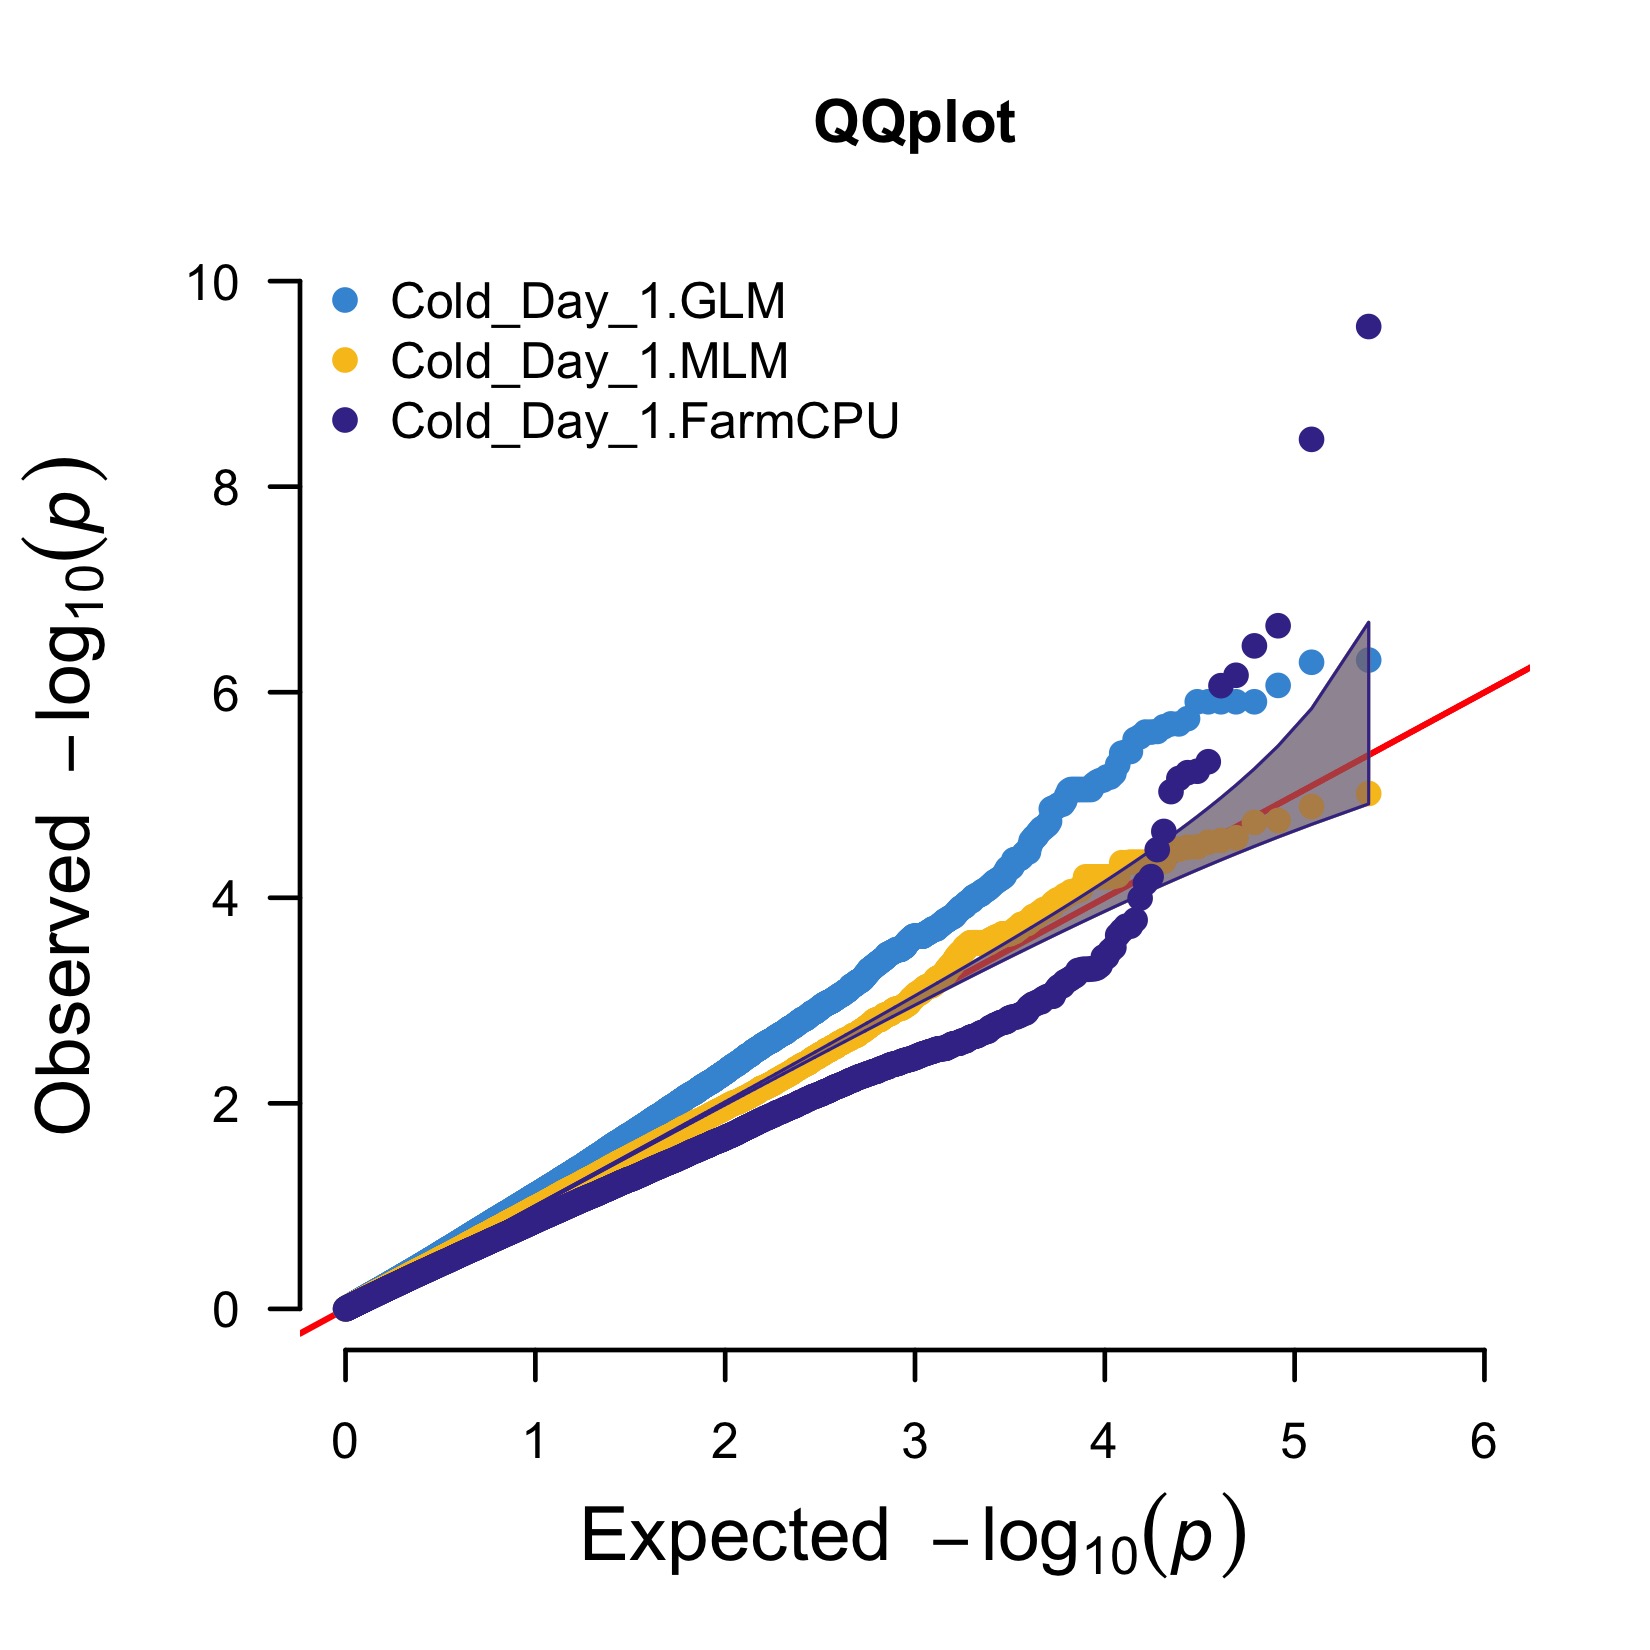 QQplot
Cold_Day_1.GLM
Cold_Day_1.MLM
Cold_Day_1.FarmCPU
10
8
6
4
2
0
Observed −log₁₀(p)
0 1 2 3 4 5 6
Expected −log₁₀(p)